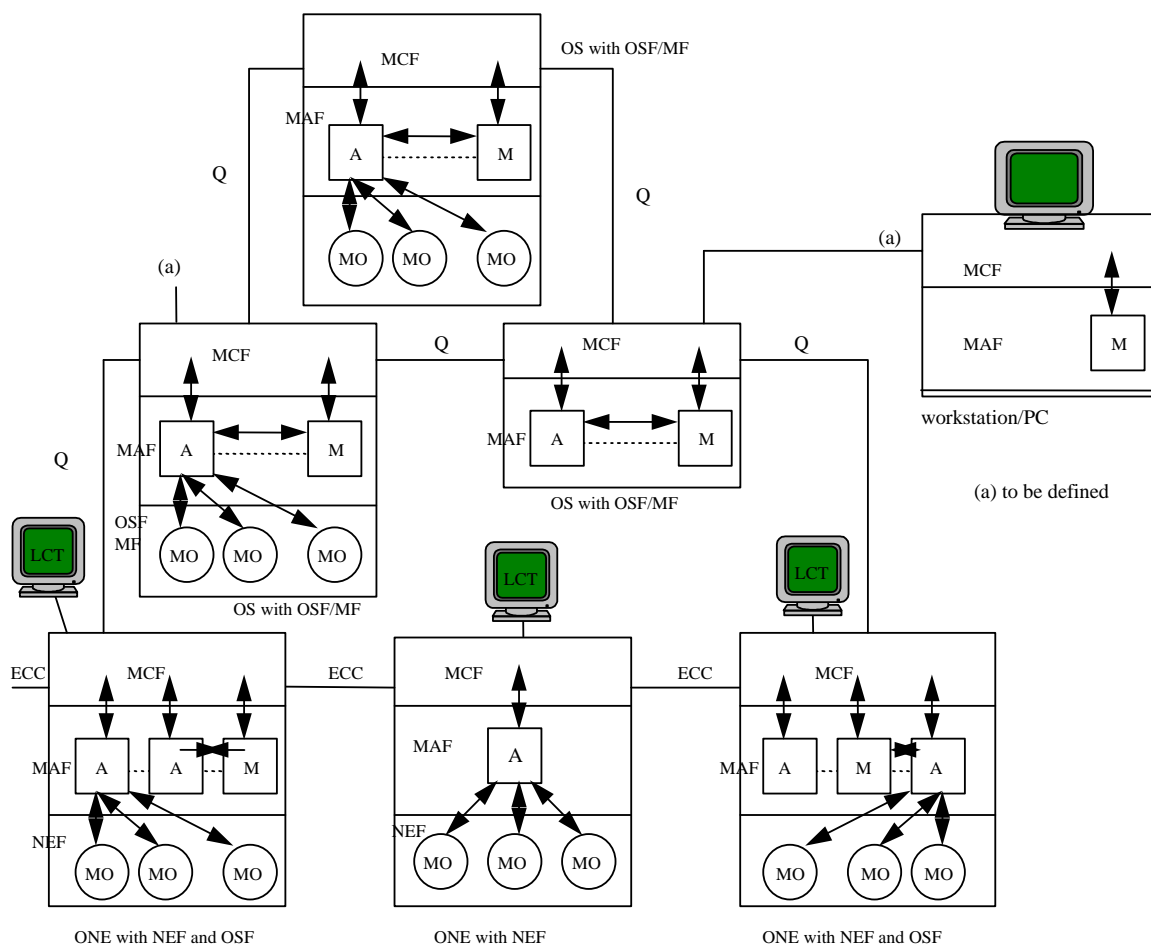 OS with OSF/MF
MCF
MAF
A
M
Q
Q
MO
MO
MO
(a)
MCF
MAF
M
workstation/PC
(a) to be defined
(a)
MCF
Q
MCF
Q
MAF
A
M
MAF
A
M
Q
OSF
MF
MO
MO
MO
OS with OSF/MF
OS with OSF/MF
LCT
LCT
LCT
ECC
MCF
ECC
MCF
ECC
MCF
MAF
A
A
M
MAF
A
MAF
A
M
A
NEF
MO
MO
MO
NEF
MO
MO
MO
MO
MO
MO
ONE with NEF and OSF
ONE with NEF
ONE with NEF and OSF